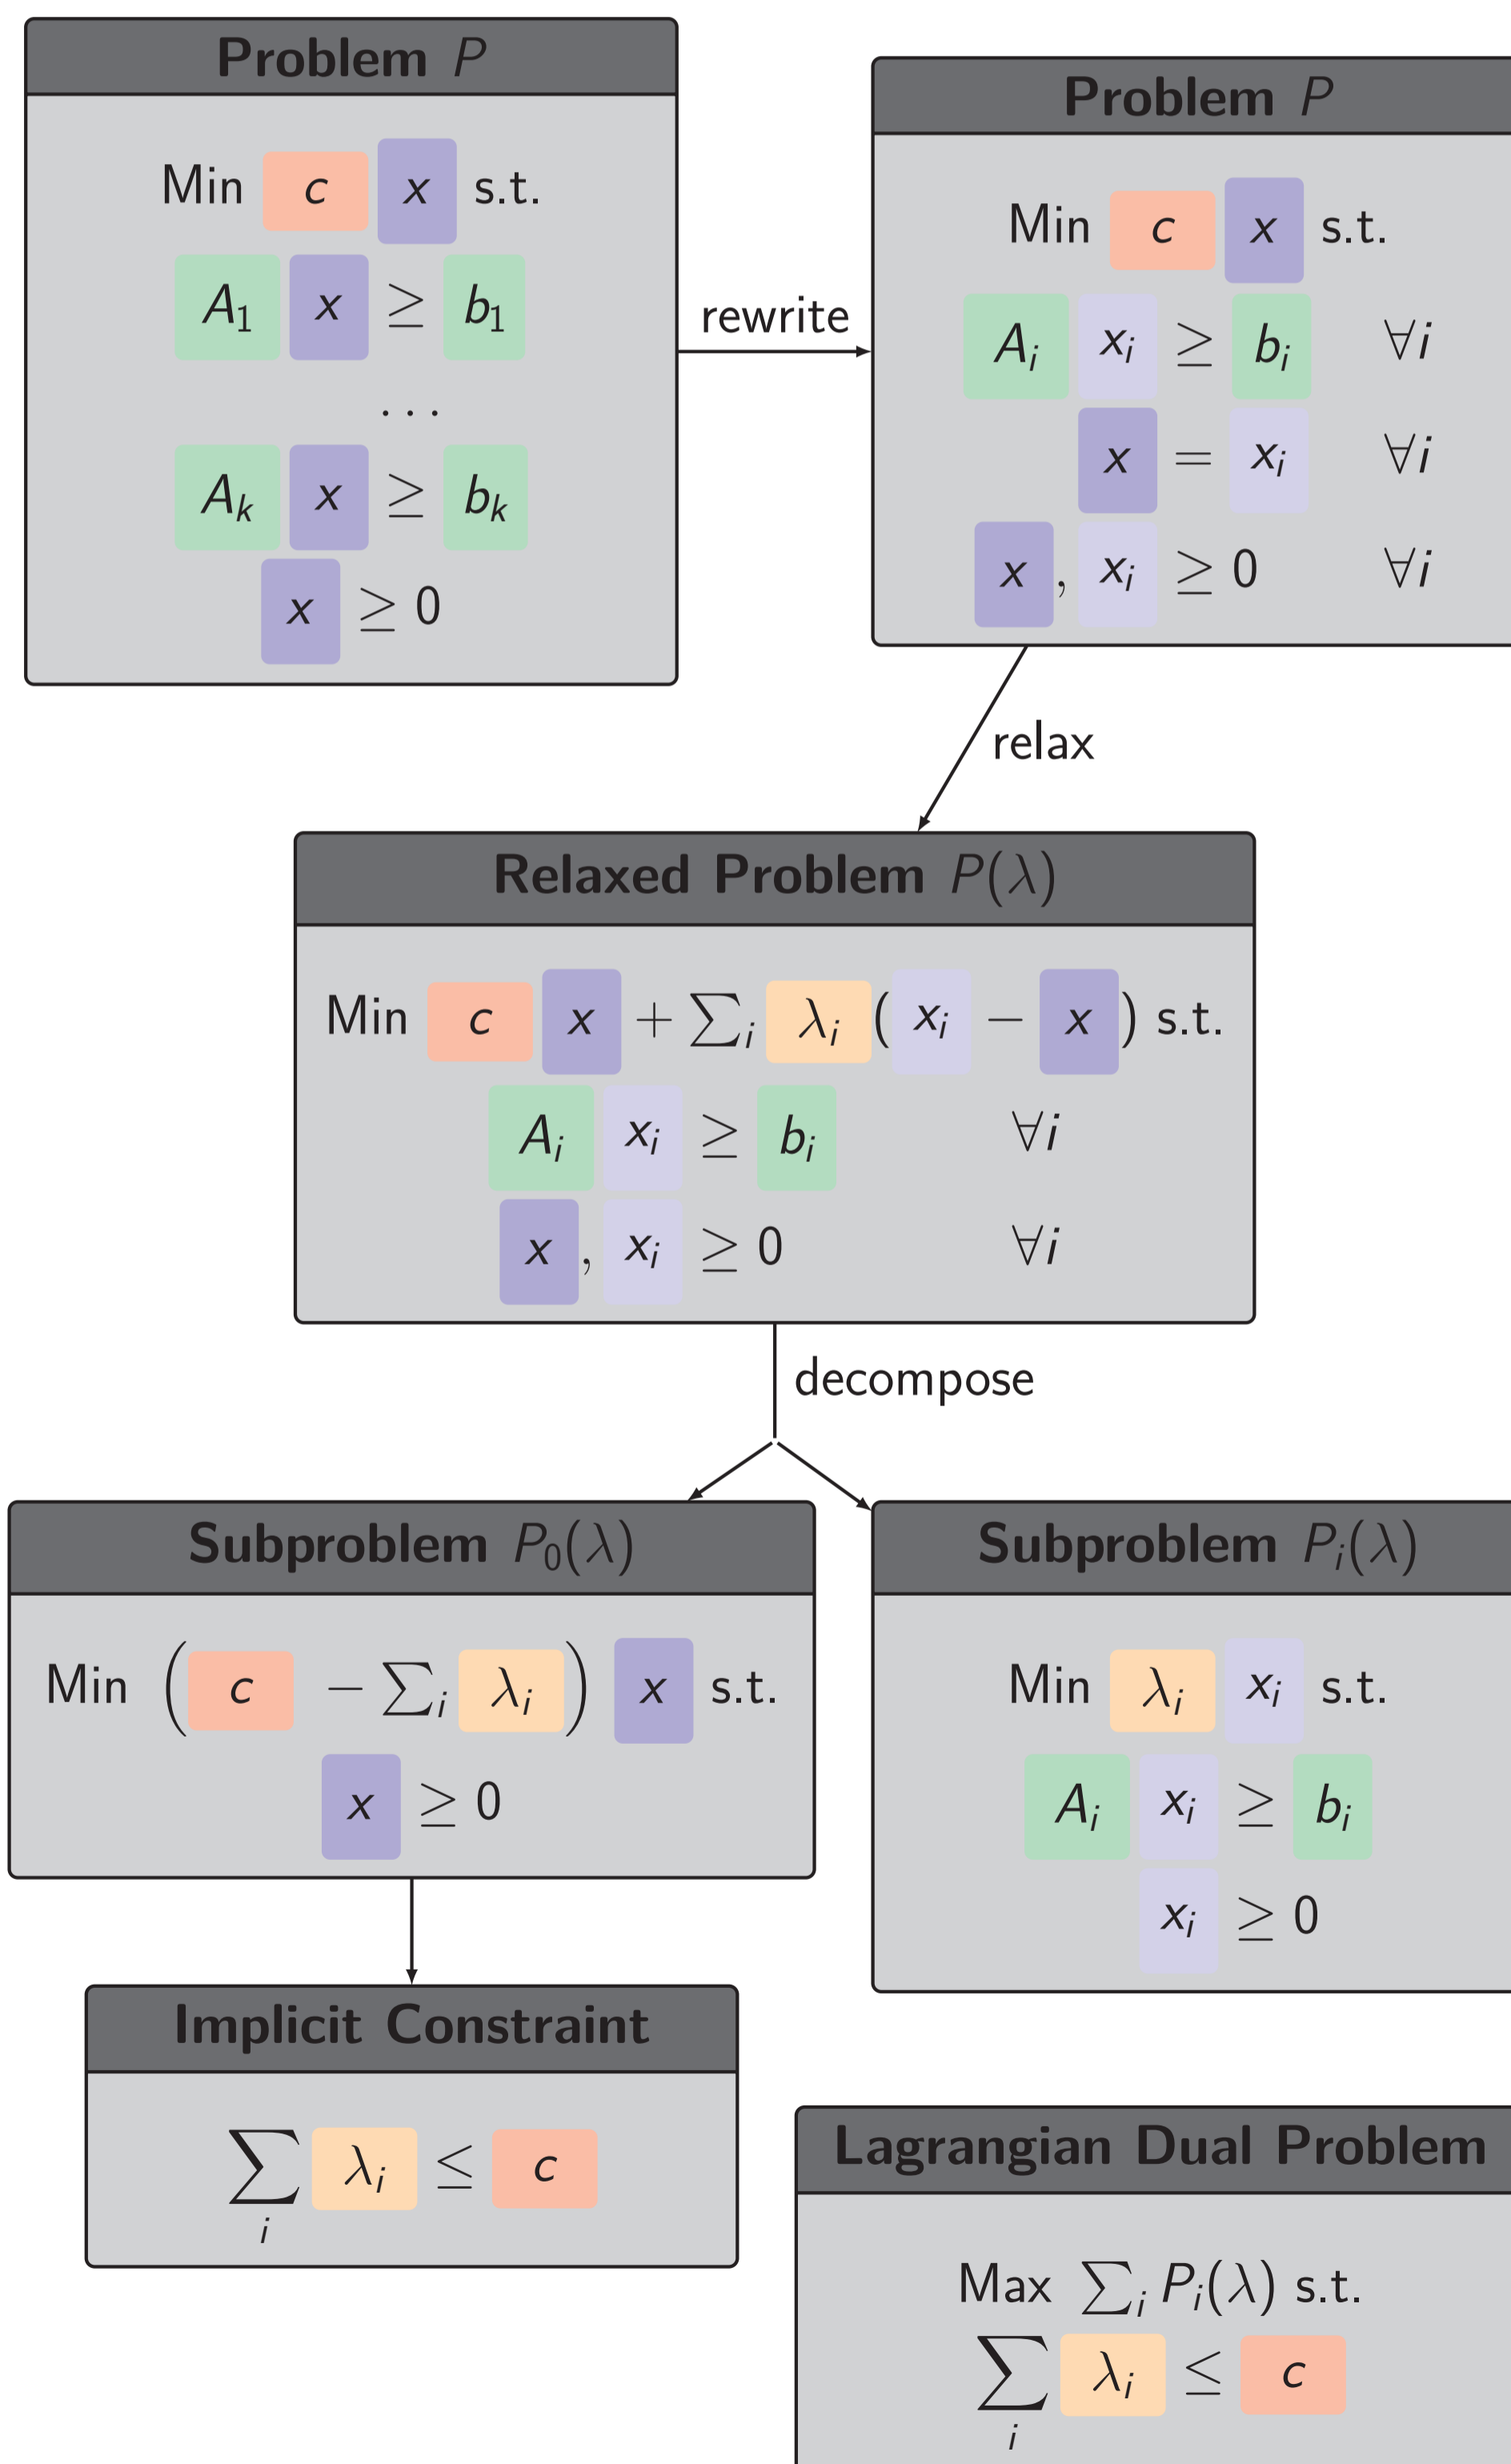 Problem P
Min c x s.t.
A₁ x ≥ b₁
...
Aₖ x ≥ bₖ
x ≥ 0
rewrite
Problem P
Min c x s.t.
Aᵢ xᵢ ≥ bᵢ ∀i
x = xᵢ ∀i
x, xᵢ ≥ 0 ∀i
relax
Relaxed Problem P(λ)
Min c x + ∑ᵢ λᵢ (xᵢ − x) s.t.
Aᵢ xᵢ ≥ bᵢ ∀i
x, xᵢ ≥ 0 ∀i
decompose
Subproblem P₀(λ)
Min (c − ∑ᵢ λᵢ) x s.t.
x ≥ 0
Subproblem Pᵢ(λ)
Min λᵢ xᵢ s.t.
Aᵢ xᵢ ≥ bᵢ
xᵢ ≥ 0
Implicit Constraint
∑ᵢ λᵢ ≤ c
Lagrangian Dual Problem
Max ∑ᵢ Pᵢ(λ) s.t.
∑ᵢ λᵢ ≤ c